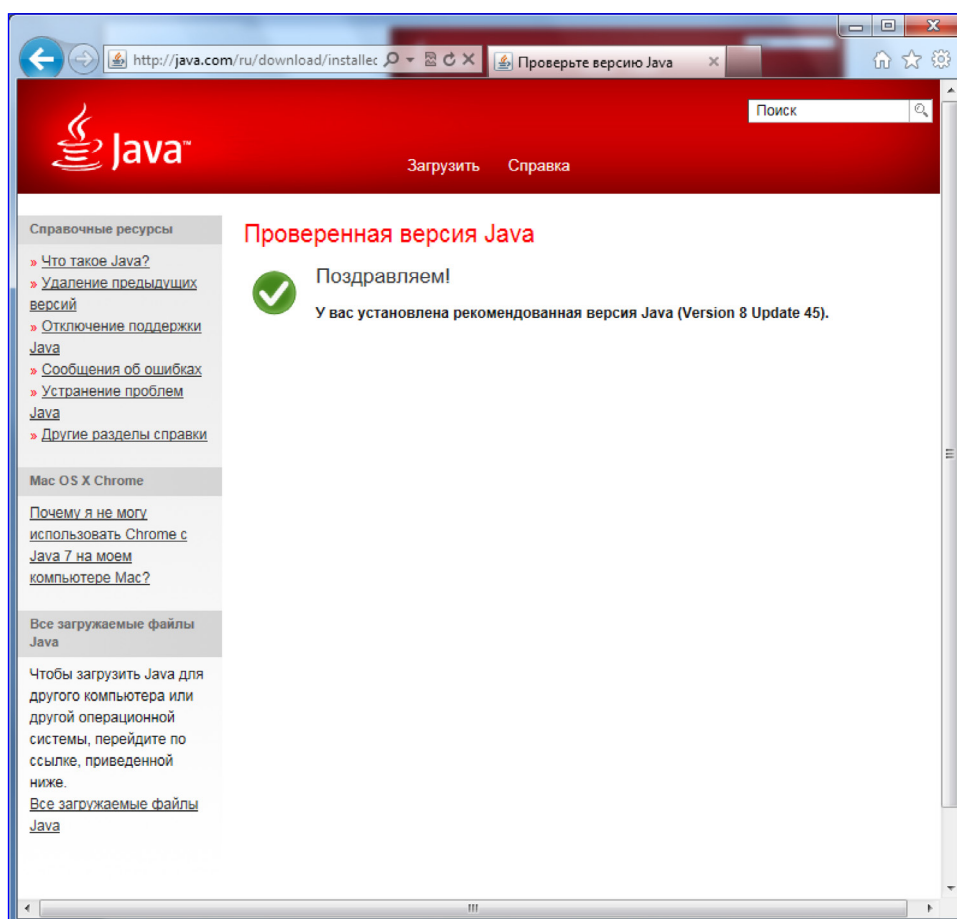 http://java.com/ru/download/installec
Проверьте версию Java
Java™
Поиск
Загрузить Справка
Справочные ресурсы
» Что такое Java?
» Удаление предыдущих
версий
» Отключение поддержки
Java
» Сообщения об ошибках
» Устранение проблем
Java
» Другие разделы справки
Mac OS X Chrome
Почему я не могу
использовать Chrome с
Java 7 на моем
компьютере Mac?
Все загружаемые файлы
Java
Чтобы загрузить Java для
другого компьютера или
другой операционной
системы, перейдите по
ссылке, приведенной
ниже.
Все загружаемые файлы
Java
Проверенная версия Java
Поздравляем!
У вас установлена рекомендованная версия Java (Version 8 Update 45).